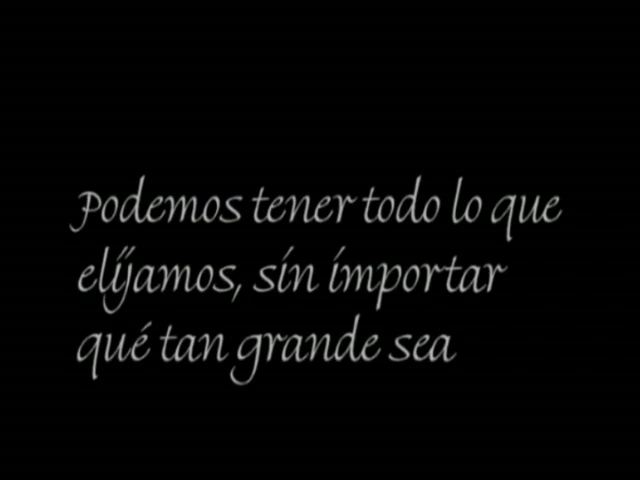 Podemos tener todo lo que
elijamos, sin importar
qué tan grande sea